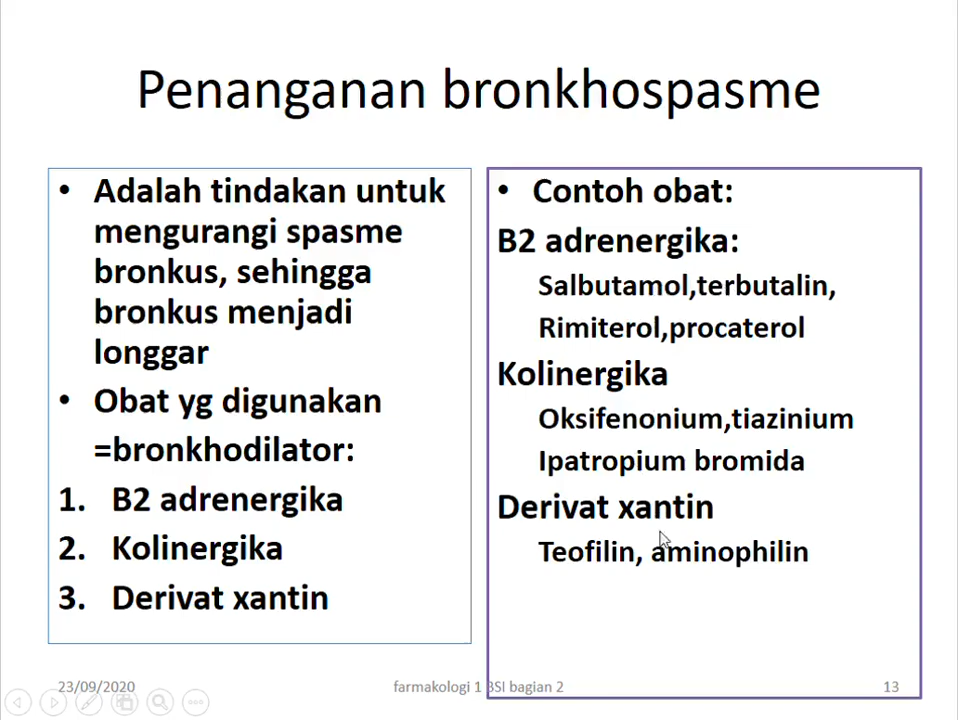 Penanganan bronkhospasme
• Adalah tindakan untuk
mengurangi spasme
bronkus, sehingga
bronkus menjadi
longgar
• Obat yg digunakan
=bronkhodilator:
1. B2 adrenergika
2. Kolinergika
3. Derivat xantin
• Contoh obat:
B2 adrenergika:
Salbutamol,terbutalin,
Rimiterol,procaterol
Kolinergika
Oksifenonium,tiazinium
Ipatropium bromida
Derivat xantin
Teofilin, aminophilin
23/09/2020
farmakologi 1 BSI bagian 2
13